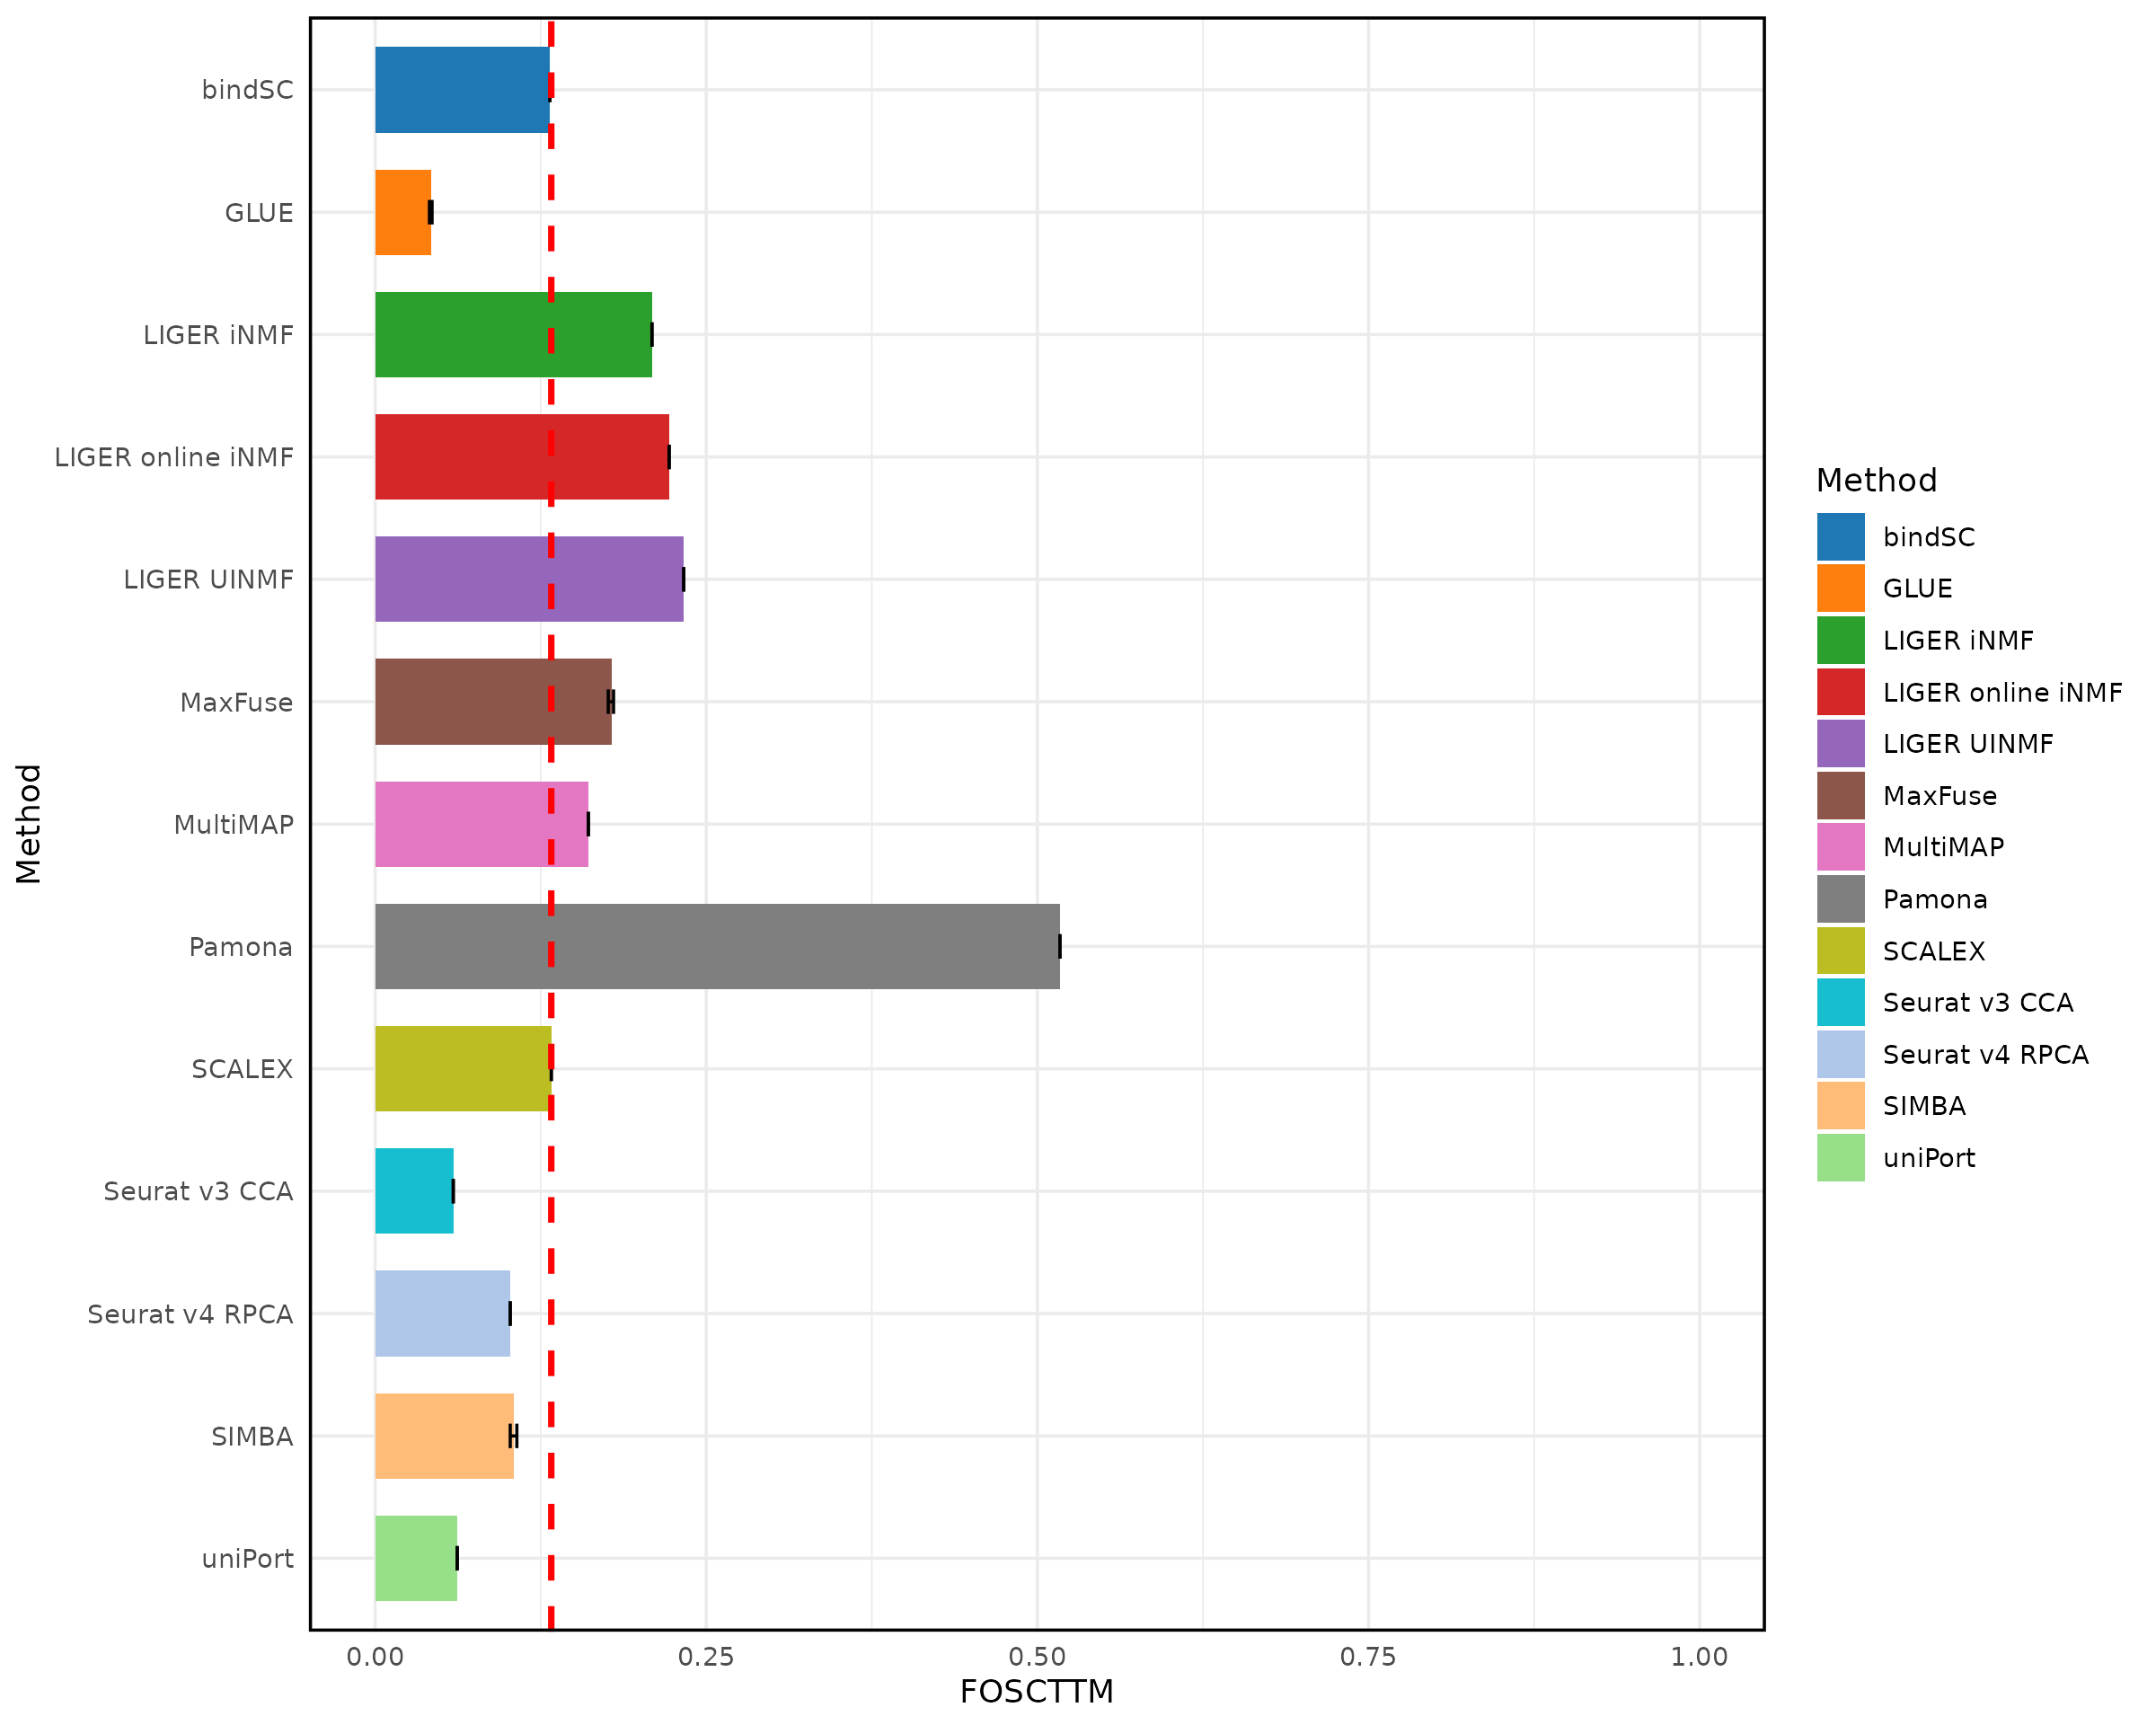 bindSC
GLUE
LIGER iNMF
LIGER online iNMF
LIGER UINMF
MaxFuse
MultiMAP
Pamona
SCALEX
Seurat v3 CCA
Seurat v4 RPCA
SIMBA
uniPort
Method
0.00 0.25 0.50 0.75 1.00
FOSCTTM
Method
bindSC
GLUE
LIGER iNMF
LIGER online iNMF
LIGER UINMF
MaxFuse
MultiMAP
Pamona
SCALEX
Seurat v3 CCA
Seurat v4 RPCA
SIMBA
uniPort